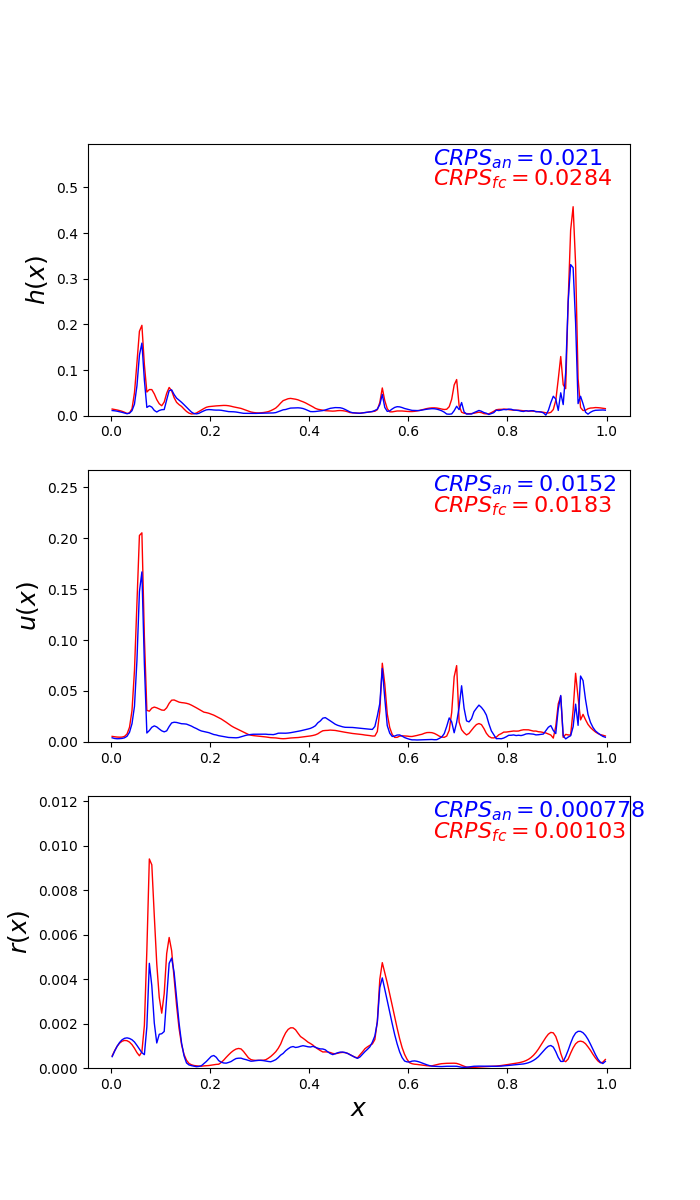 CRPS_an = 0.021
CRPS_fc = 0.0284
0.5
0.4
0.3
0.2
0.1
0.0
h(x)
0.0 0.2 0.4 0.6 0.8 1.0
CRPS_an = 0.0152
CRPS_fc = 0.0183
0.25
0.20
0.15
0.10
0.05
0.00
u(x)
0.0 0.2 0.4 0.6 0.8 1.0
CRPS_an = 0.000778
CRPS_fc = 0.00103
0.012
0.010
0.008
0.006
0.004
0.002
0.000
r(x)
0.0 0.2 0.4 0.6 0.8 1.0
x